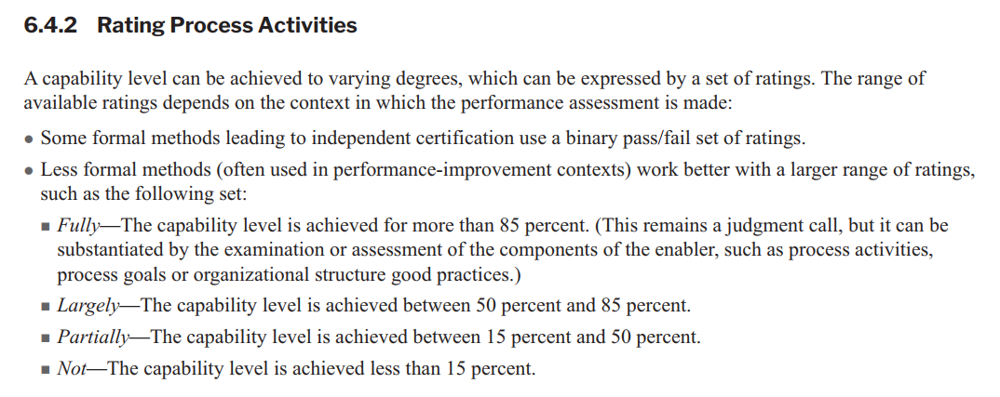 6.4.2 Rating Process Activities
A capability level can be achieved to varying degrees, which can be expressed by a set of ratings. The range of
available ratings depends on the context in which the performance assessment is made:
● Some formal methods leading to independent certification use a binary pass/fail set of ratings.
● Less formal methods (often used in performance-improvement contexts) work better with a larger range of ratings,
such as the following set:
■ Fully—The capability level is achieved for more than 85 percent. (This remains a judgment call, but it can be
substantiated by the examination or assessment of the components of the enabler, such as process activities,
process goals or organizational structure good practices.)
■ Largely—The capability level is achieved between 50 percent and 85 percent.
■ Partially—The capability level is achieved between 15 percent and 50 percent.
■ Not—The capability level is achieved less than 15 percent.